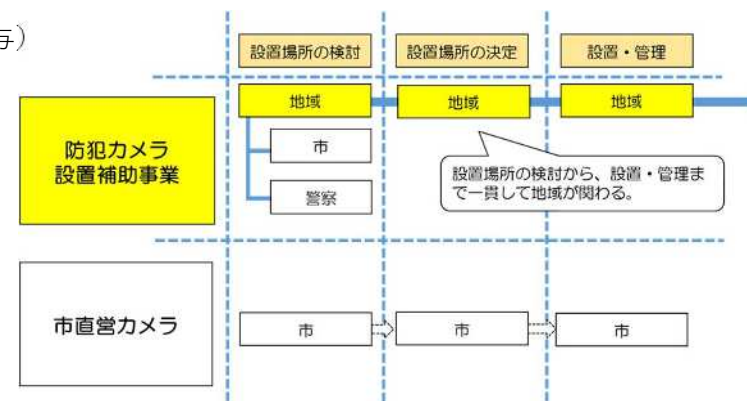 与)
設置場所の検討
設置場所の決定
設置・管理
防犯カメラ
設置補助事業
地域
地域
地域
市
警察
設置場所の検討から、設置・管理ま
で一貫して地域が関わる。
市直営カメラ
市
市
市